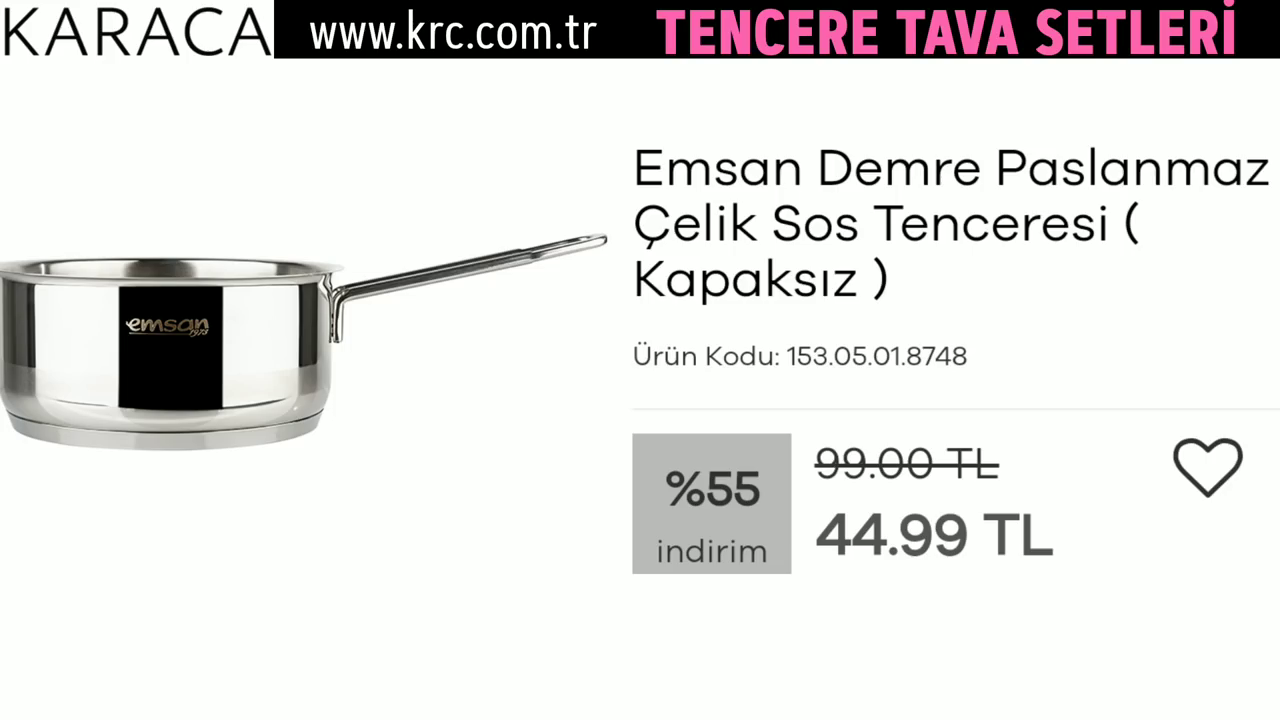 KARACA
www.krc.com.tr
TENCERE TAVA SETLERİ
Emsan Demre Paslanmaz
Çelik Sos Tenceresi (
Kapaksız )
emsan
1973
Ürün Kodu: 153.05.01.8748
%55
indirim
99.00 TL
44.99 TL